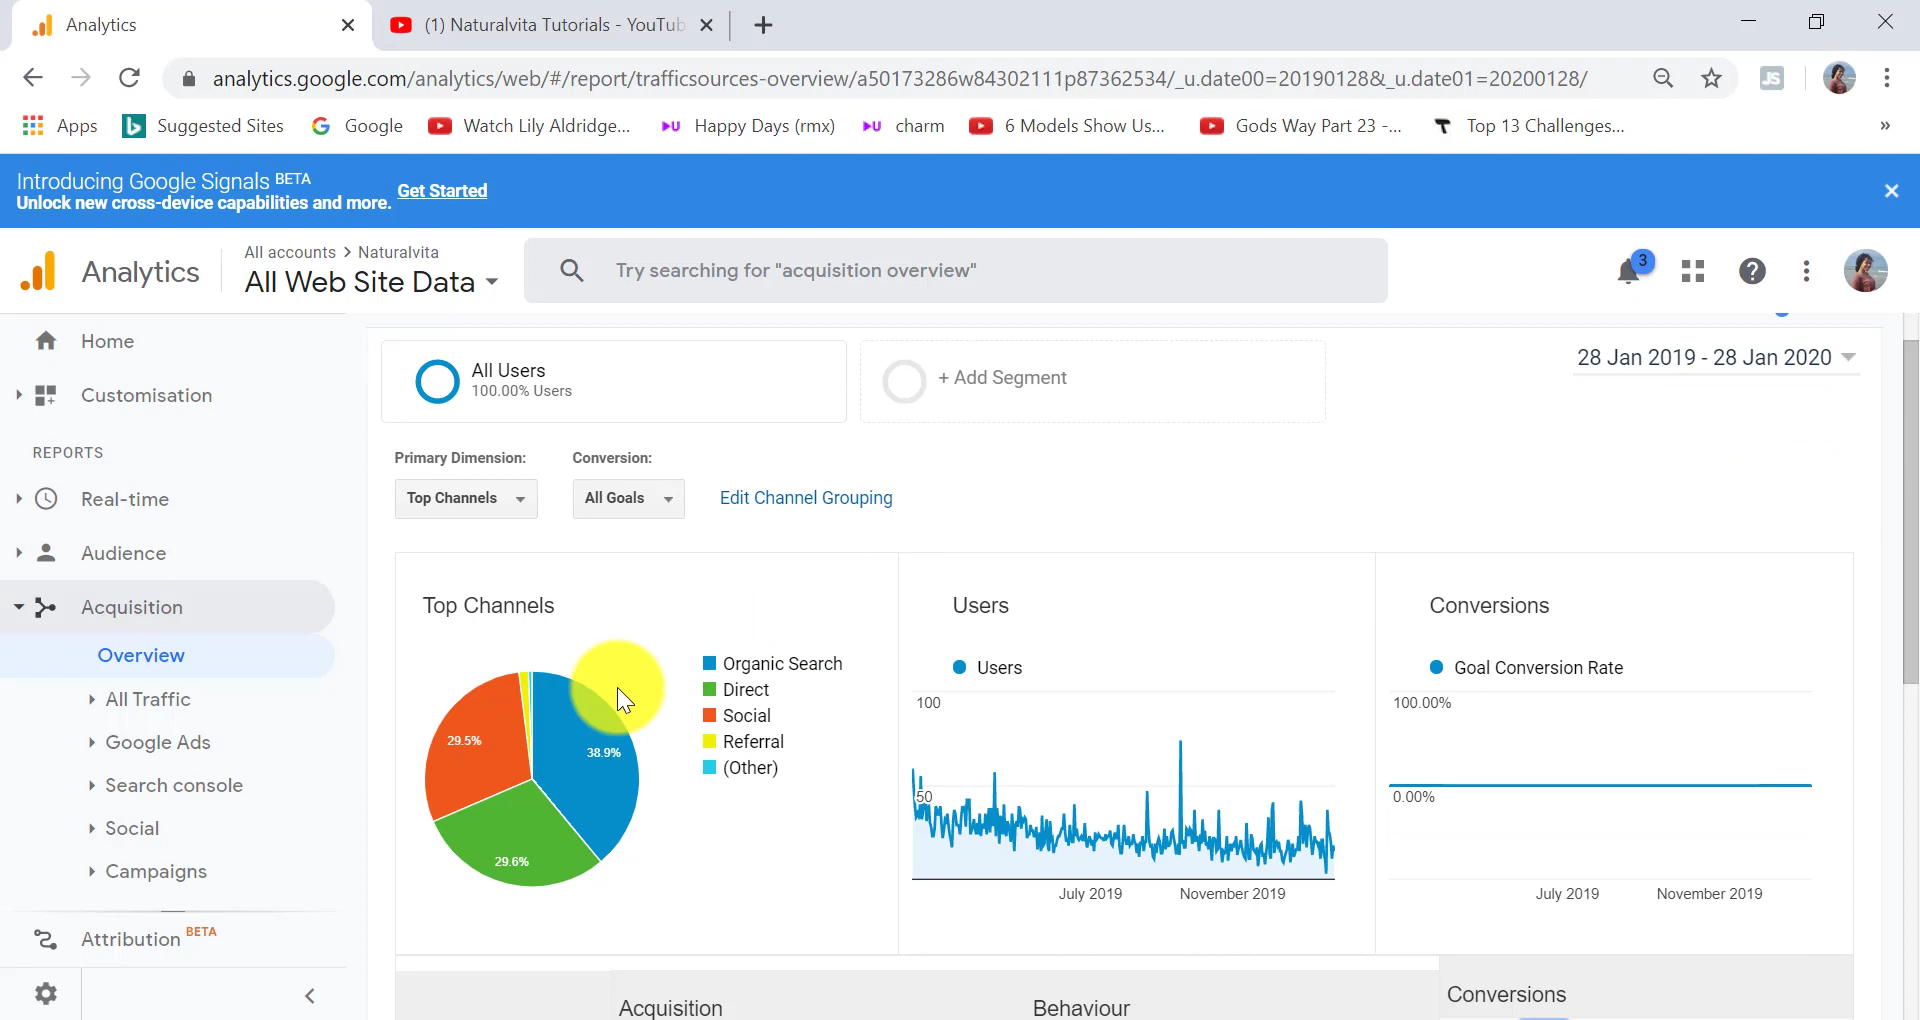 Analytics
(1) Naturalvita Tutorials - YouTub
analytics.google.com/analytics/web/#/report/trafficsources-overview/a50173286w84302111p87362534/_u.date00=20190128&_u.date01=20200128/
JS
Apps
Suggested Sites
Google
Watch Lily Aldridge...
Happy Days (rmx)
charm
6 Models Show Us...
Gods Way Part 23 -...
Top 13 Challenges...
»
Introducing Google Signals BETA
Unlock new cross-device capabilities and more.
Get Started
Analytics
All accounts > Naturalvita
All Web Site Data
Try searching for "acquisition overview"
3
Home
Customisation
REPORTS
Real-time
Audience
Acquisition
Overview
All Traffic
Google Ads
Search console
Social
Campaigns
Attribution BETA
All Users
100.00% Users
+ Add Segment
28 Jan 2019 - 28 Jan 2020
Primary Dimension:
Conversion:
Top Channels
All Goals
Edit Channel Grouping
Top Channels
29.5%
38.9%
29.6%
Organic Search
Direct
Social
Referral
(Other)
Users
Users
100
50
July 2019
November 2019
Conversions
Goal Conversion Rate
100.00%
0.00%
July 2019
November 2019
Acquisition
Behaviour
Conversions